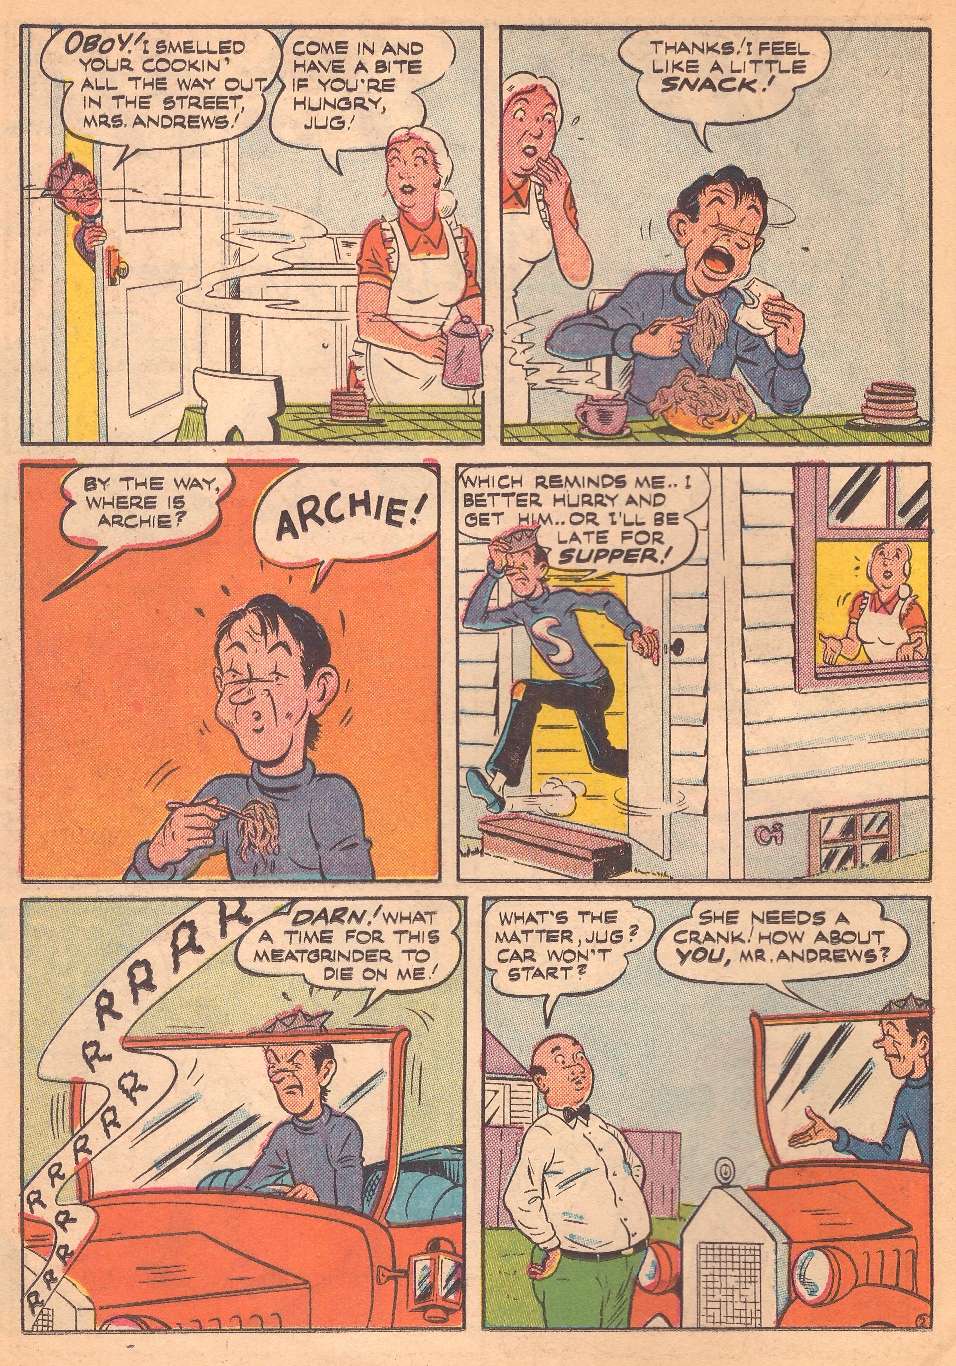 OBOY! I SMELLED
YOUR COOKIN'
ALL THE WAY OUT
IN THE STREET,
MRS. ANDREWS!
COME IN AND
HAVE A BITE
IF YOU'RE
HUNGRY,
JUG!
THANKS! I FEEL
LIKE A LITTLE
SNACK!
BY THE WAY,
WHERE IS
ARCHIE?
ARCHIE!
WHICH REMINDS ME.. I
BETTER HURRY AND
GET HIM.. OR I'LL BE
LATE FOR
SUPPER!
S
RRRRRRRRRRRRRRRR
DARN! WHAT
A TIME FOR THIS
MEATGRINDER TO
DIE ON ME!
WHAT'S THE
MATTER, JUG?
CAR WON'T
START?
SHE NEEDS A
CRANK! HOW ABOUT
YOU, MR. ANDREWS?
2